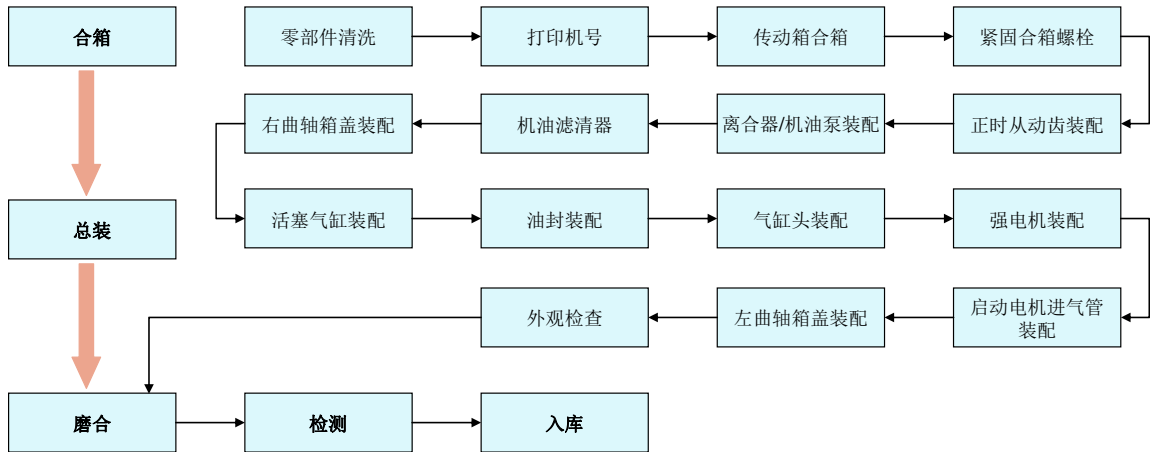 合箱
零部件清洗
打印机号
传动箱合箱
紧固合箱螺栓
右曲轴箱盖装配
机油滤清器
离合器/机油泵装配
正时从动齿装配
总装
活塞气缸装配
油封装配
气缸头装配
强电机装配
外观检查
左曲轴箱盖装配
启动电机进气管
装配
磨合
检测
入库